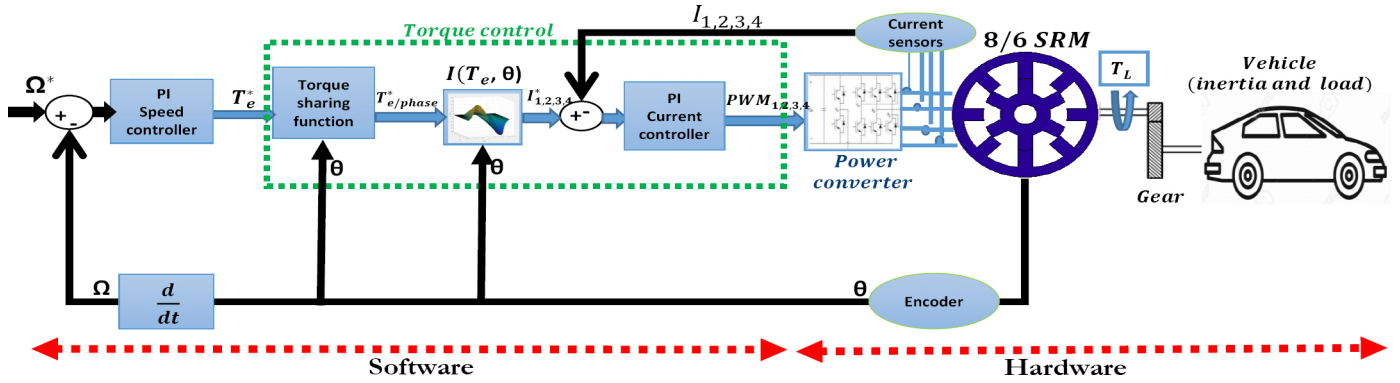 Torque control
I1,2,3,4
Current
sensors
8/6 SRM
Ω*
+
-
PI
Speed
controller
T*e
Torque
sharing
function
T*e/phase
I(Te, θ)
I*1,2,3,4
+
-
PI
Current
controller
PWM1,2,3,4
Power
converter
TL
Gear
Vehicle
(inertia and load)
θ
θ
Ω
d
dt
θ
Encoder
Software
Hardware